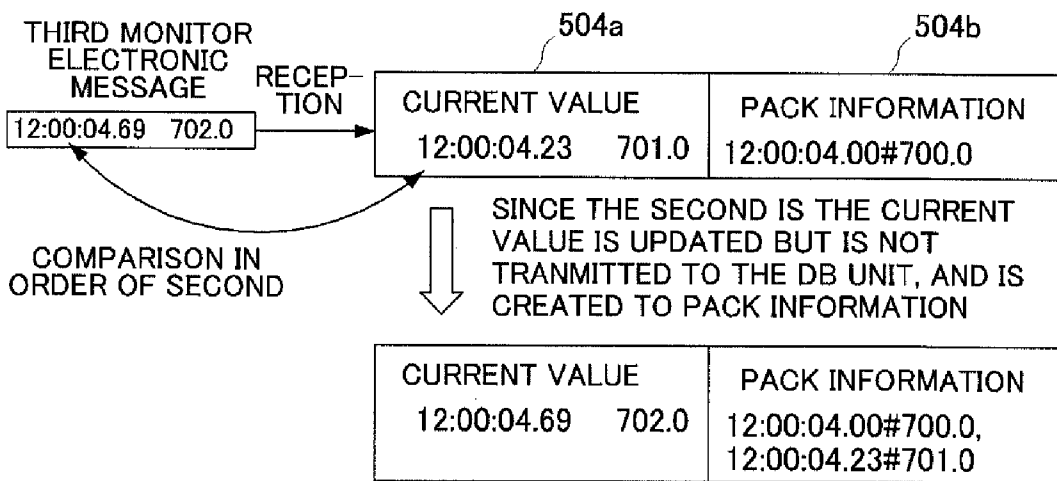 THIRD MONITOR
ELECTRONIC
MESSAGE
12:00:04.69 702.0
RECEP-
TION
504a
504b
CURRENT VALUE
12:00:04.23 701.0
PACK INFORMATION
12:00:04.00#700.0
COMPARISON IN
ORDER OF SECOND
SINCE THE SECOND IS THE CURRENT
VALUE IS UPDATED BUT IS NOT
TRANMITTED TO THE DB UNIT, AND IS
CREATED TO PACK INFORMATION
CURRENT VALUE
12:00:04.69 702.0
PACK INFORMATION
12:00:04.00#700.0,
12:00:04.23#701.0